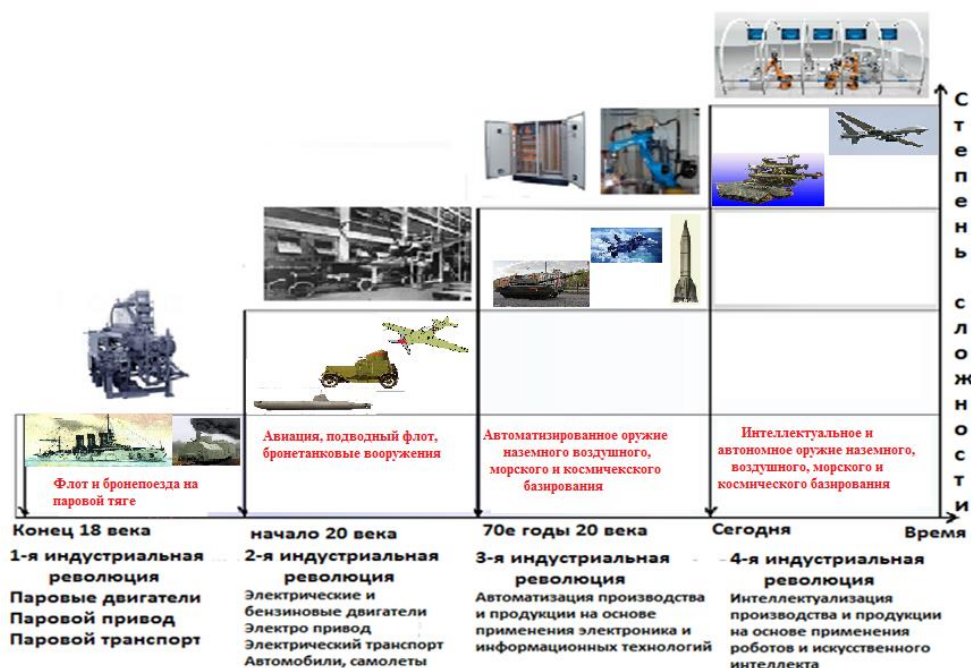 Степень сложности
Флот и бронепоезда на
паровой тяге
Авиация, подводный флот,
бронетанковые вооружения
Автоматизированное оружие
наземного воздушного,
морского и космичекского
базирования
Интеллектуальное и
автономное оружие наземного,
воздушного, морского и
космического базирования
Конец 18 века
начало 20 века
70е годы 20 века
Сегодня
Время
1-я индустриальная
революция
Паровые двигатели
Паровой привод
Паровой транспорт
2-я индустриальная
революция
Электрические и
бензиновые двигатели
Электро привод
Электрический транспорт
Автомобили, самолеты
3-я индустриальная
революция
Автоматизация производства
и продукции на основе
применения электроника и
информационных технологий
4-я индустриальная
революция
Интеллектуализация
производства и продукции
на основе применения
роботов и искусственного
интеллекта